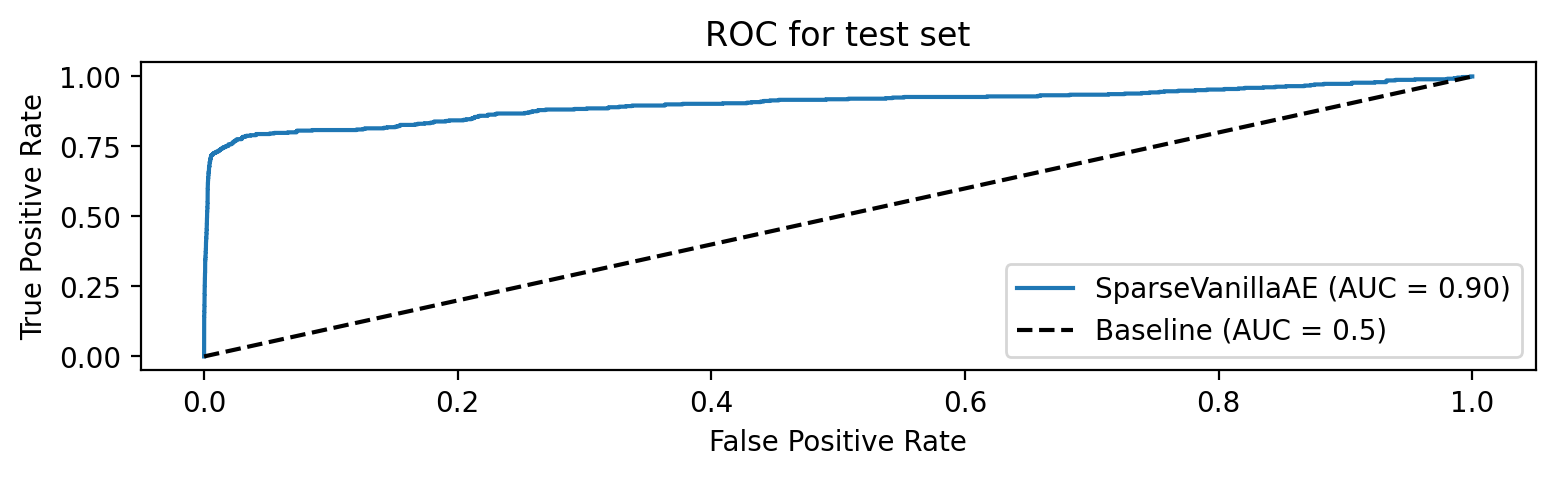 ROC for test set
True Positive Rate
1.00
0.75
0.50
0.25
0.00
SparseVanillaAE (AUC = 0.90)
Baseline (AUC = 0.5)
0.0 0.2 0.4 0.6 0.8 1.0
False Positive Rate